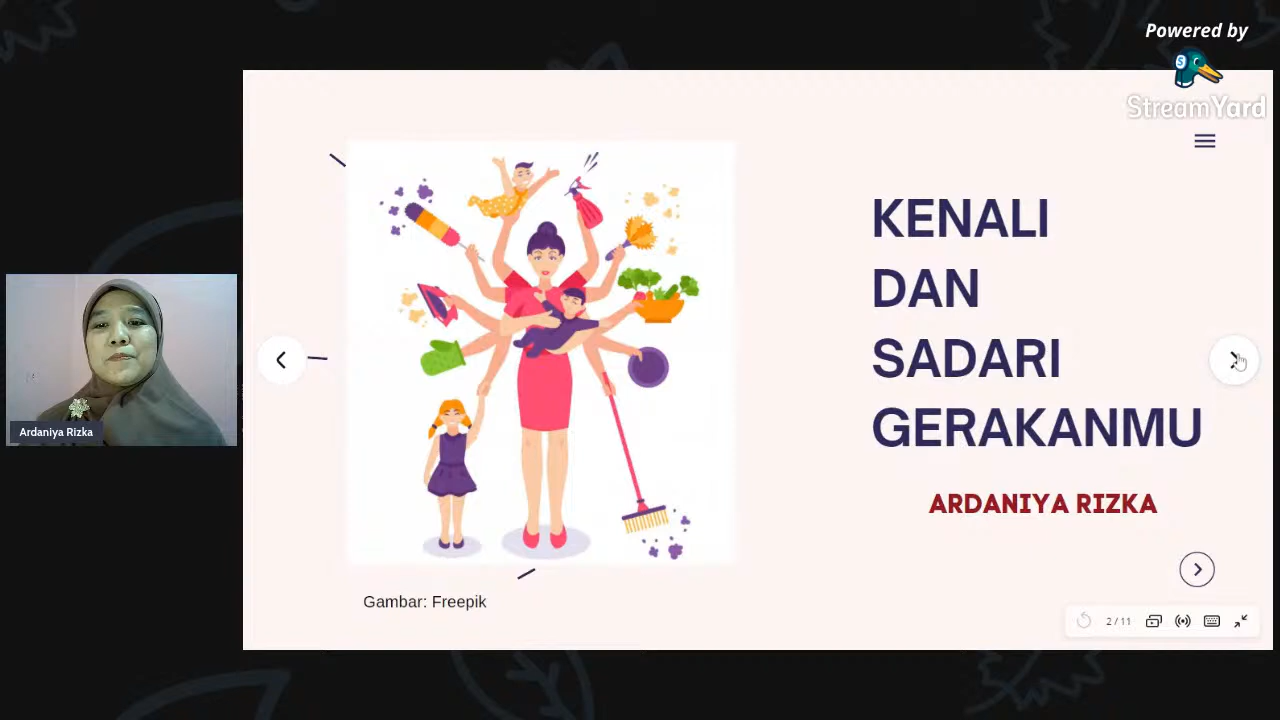 Powered by
StreamYard
KENALI
DAN
SADARI
GERAKANMU
ARDANIYA RIZKA
Ardaniya Rizka
Gambar: Freepik
2 / 11